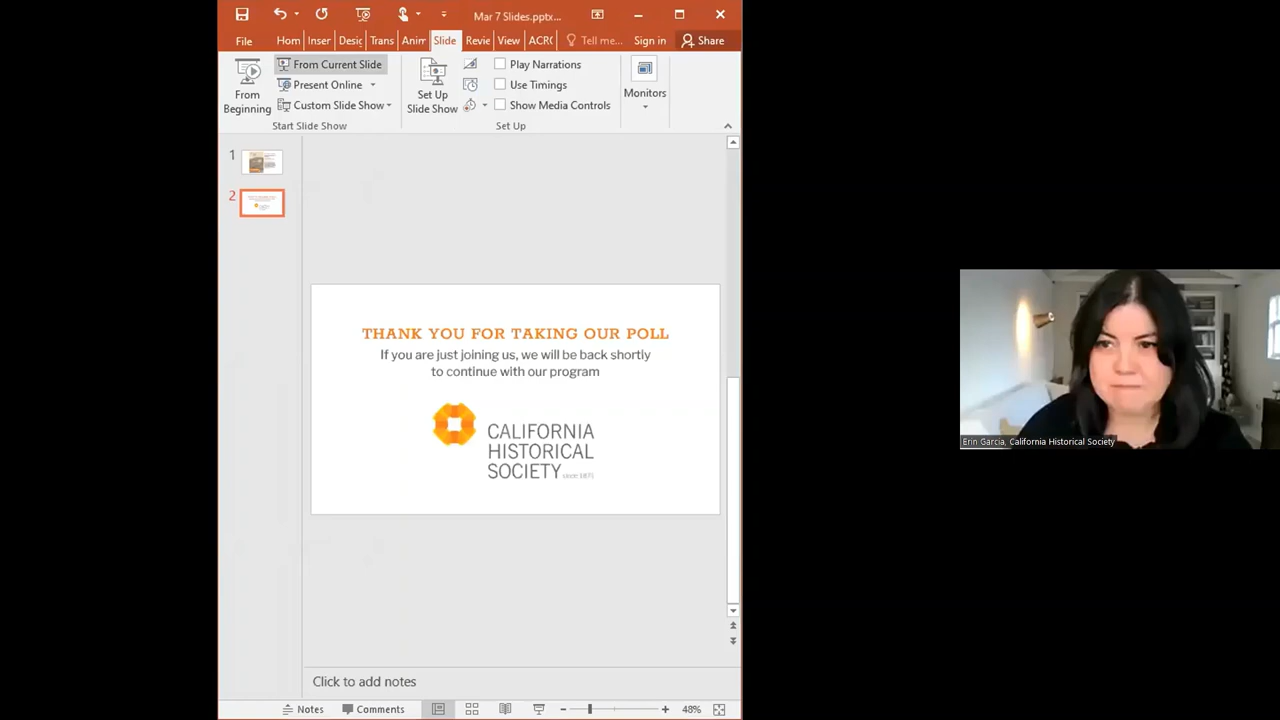 Mar 7 Slides.pptx...
File
Hom
Inser
Desig
Trans
Anim
Slide
Revie
View
ACRO
Tell me...
Sign in
Share
From Beginning
From Current Slide
Present Online
Custom Slide Show
Start Slide Show
Set Up
Slide Show
Play Narrations
Use Timings
Show Media Controls
Set Up
Monitors
1
2
THANK YOU FOR TAKING OUR POLL
If you are just joining us, we will be back shortly
to continue with our program
CALIFORNIA
HISTORICAL
SOCIETY since 1871
Erin Garcia, California Historical Society
Click to add notes
Notes
Comments
48%